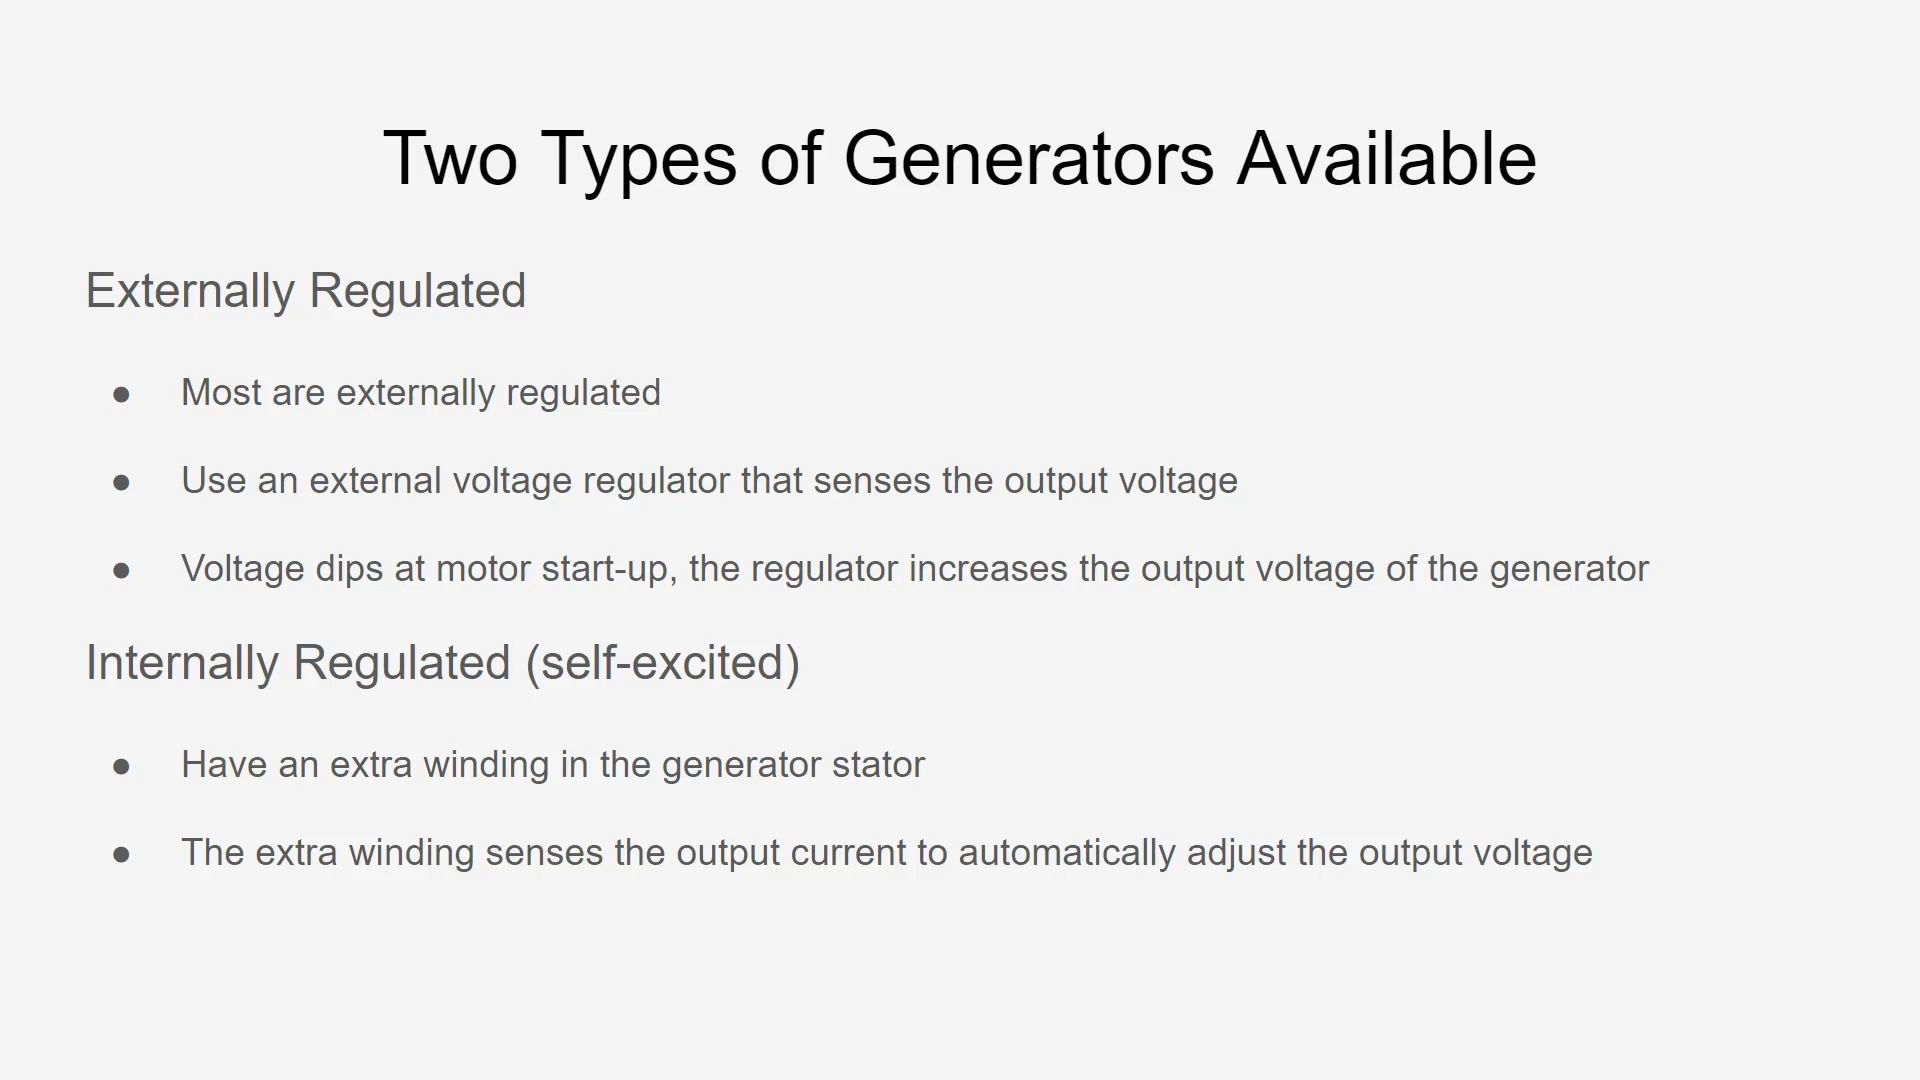 Two Types of Generators Available
Externally Regulated
● Most are externally regulated
● Use an external voltage regulator that senses the output voltage
● Voltage dips at motor start-up, the regulator increases the output voltage of the generator
Internally Regulated (self-excited)
● Have an extra winding in the generator stator
● The extra winding senses the output current to automatically adjust the output voltage